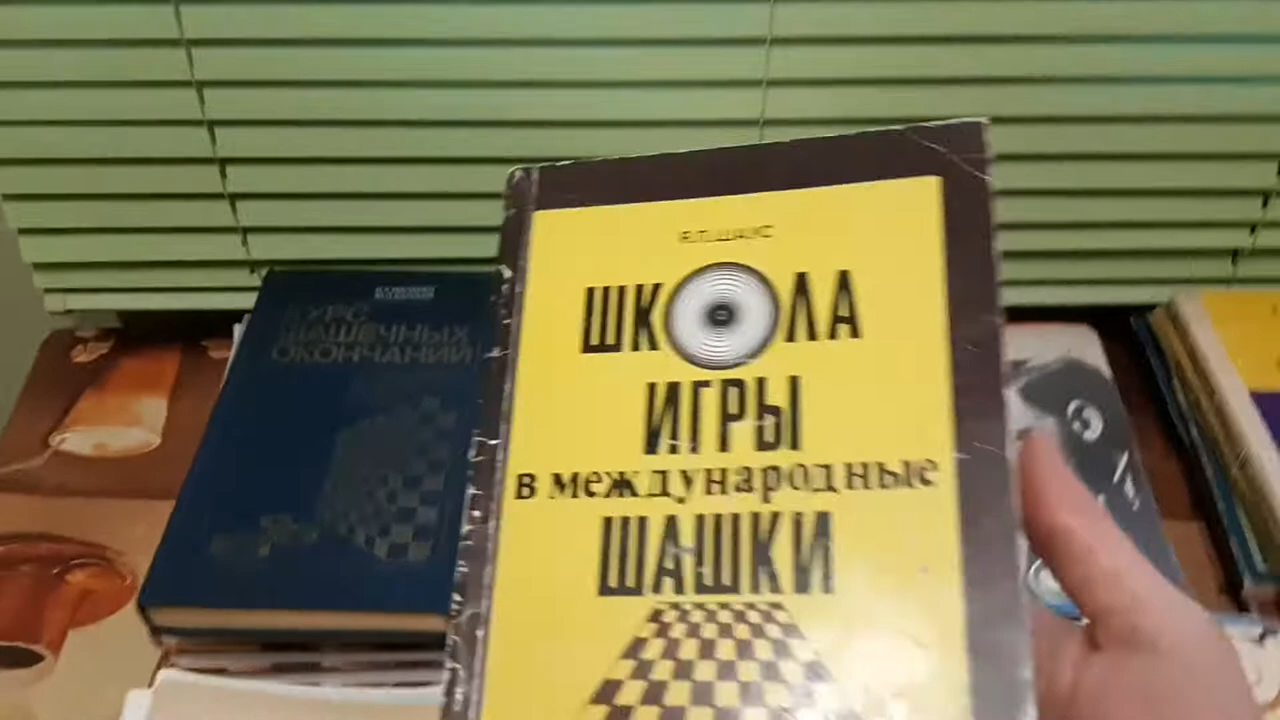 ШКОЛА
ИГРЫ
в международные
ШАШКИ
КУРС
ШАШЕЧНЫХ
ОКОНЧАНИЙ